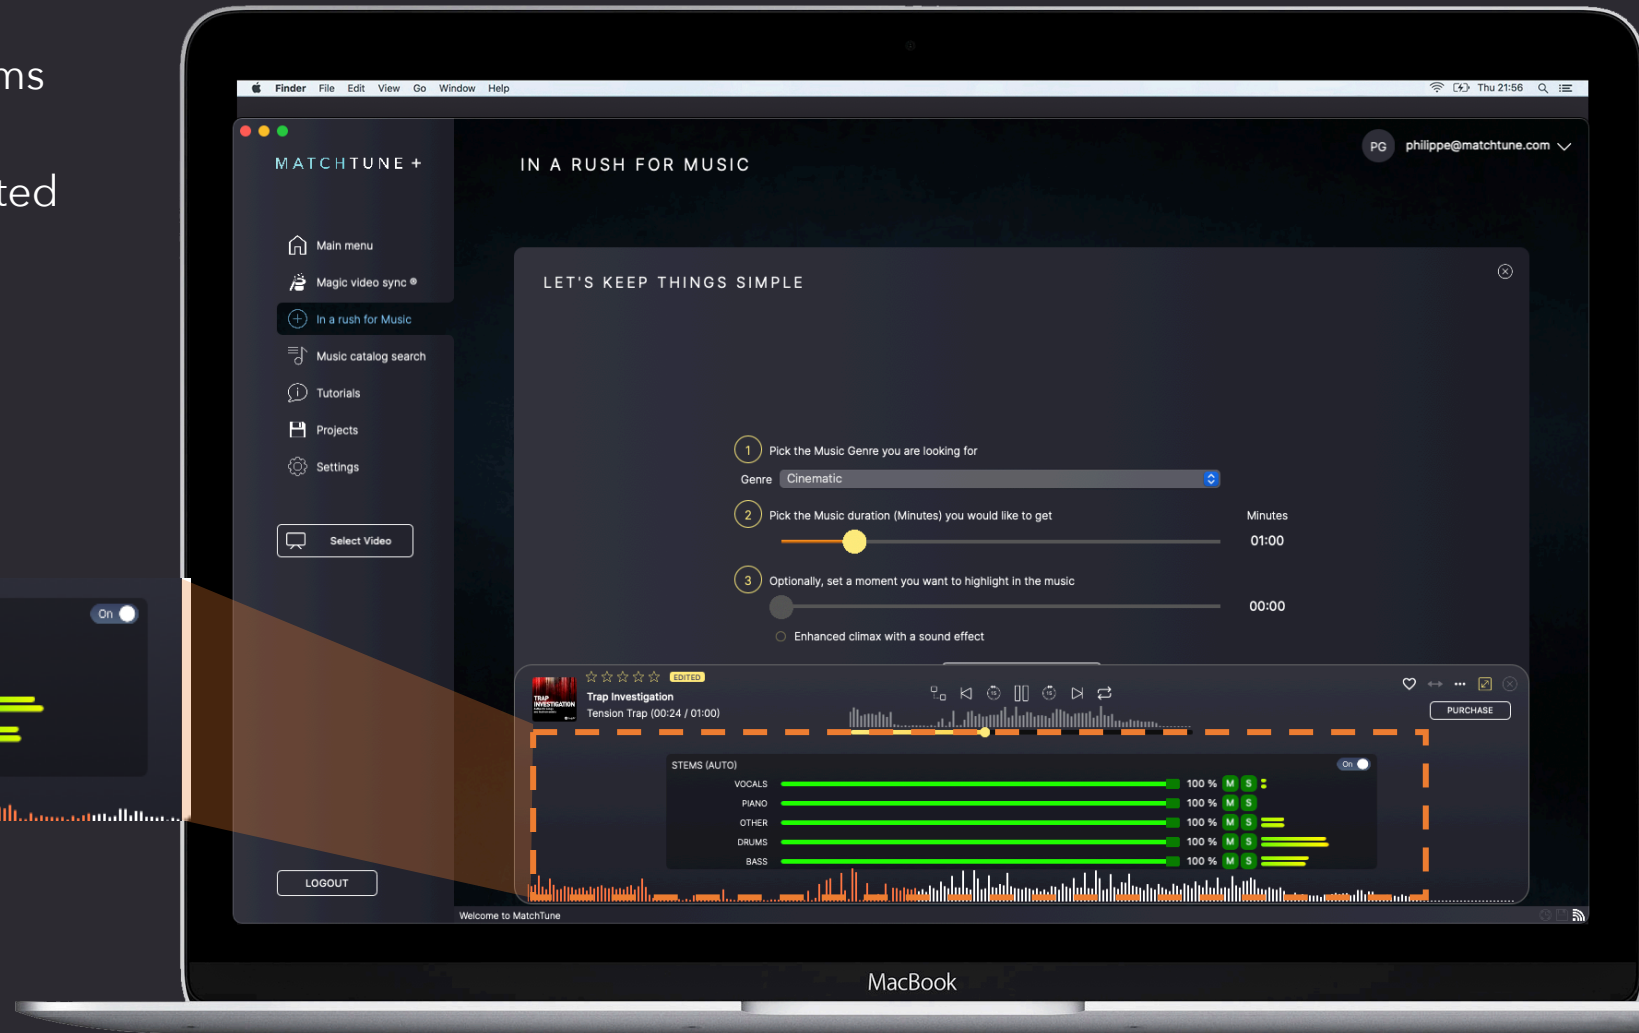 ms
ted
On
Finder File Edit View Go Window Help
Thu 21:56
MATCHTUNE +
IN A RUSH FOR MUSIC
PG philippe@matchtune.com
Main menu
Magic video sync ®
In a rush for Music
Music catalog search
Tutorials
Projects
Settings
Select Video
LOGOUT
LET'S KEEP THINGS SIMPLE
1 Pick the Music Genre you are looking for
Genre Cinematic
2 Pick the Music duration (Minutes) you would like to get Minutes
01:00
3 Optionally, set a moment you want to highlight in the music
00:00
Enhanced climax with a sound effect
TRAP
INVESTIGATION
EDITED
Trap Investigation
Tension Trap (00:24 / 01:00)
15 15
PURCHASE
STEMS (AUTO) On
VOCALS 100 % M S
PIANO 100 % M S
OTHER 100 % M S
DRUMS 100 % M S
BASS 100 % M S
Welcome to MatchTune
MacBook